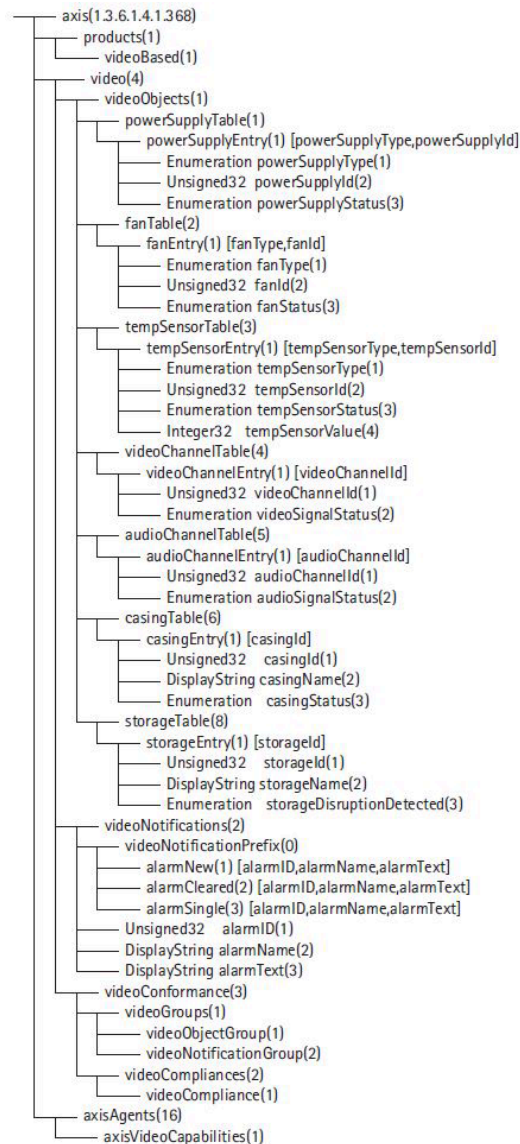 axis(1.3.6.1.4.1.368)
products(1)
videoBased(1)
video(4)
videoObjects(1)
powerSupplyTable(1)
powerSupplyEntry(1) [powerSupplyType,powerSupplyId]
Enumeration powerSupplyType(1)
Unsigned32 powerSupplyId(2)
Enumeration powerSupplyStatus(3)
fanTable(2)
fanEntry(1) [fanType,fanId]
Enumeration fanType(1)
Unsigned32 fanId(2)
Enumeration fanStatus(3)
tempSensorTable(3)
tempSensorEntry(1) [tempSensorType,tempSensorId]
Enumeration tempSensorType(1)
Unsigned32 tempSensorId(2)
Enumeration tempSensorStatus(3)
Integer32 tempSensorValue(4)
videoChannelTable(4)
videoChannelEntry(1) [videoChannelId]
Unsigned32 videoChannelId(1)
Enumeration videoSignalStatus(2)
audioChannelTable(5)
audioChannelEntry(1) [audioChannelId]
Unsigned32 audioChannelId(1)
Enumeration audioSignalStatus(2)
casingTable(6)
casingEntry(1) [casingId]
Unsigned32 casingId(1)
DisplayString casingName(2)
Enumeration casingStatus(3)
storageTable(8)
storageEntry(1) [storageId]
Unsigned32 storageId(1)
DisplayString storageName(2)
Enumeration storageDisruptionDetected(3)
videoNotifications(2)
videoNotificationPrefix(0)
alarmNew(1) [alarmID,alarmName,alarmText]
alarmCleared(2) [alarmID,alarmName,alarmText]
alarmSingle(3) [alarmID,alarmName,alarmText]
Unsigned32 alarmID(1)
DisplayString alarmName(2)
DisplayString alarmText(3)
videoConformance(3)
videoGroups(1)
videoObjectGroup(1)
videoNotificationGroup(2)
videoCompliances(2)
videoCompliance(1)
axisAgents(16)
axisVideoCapabilities(1)